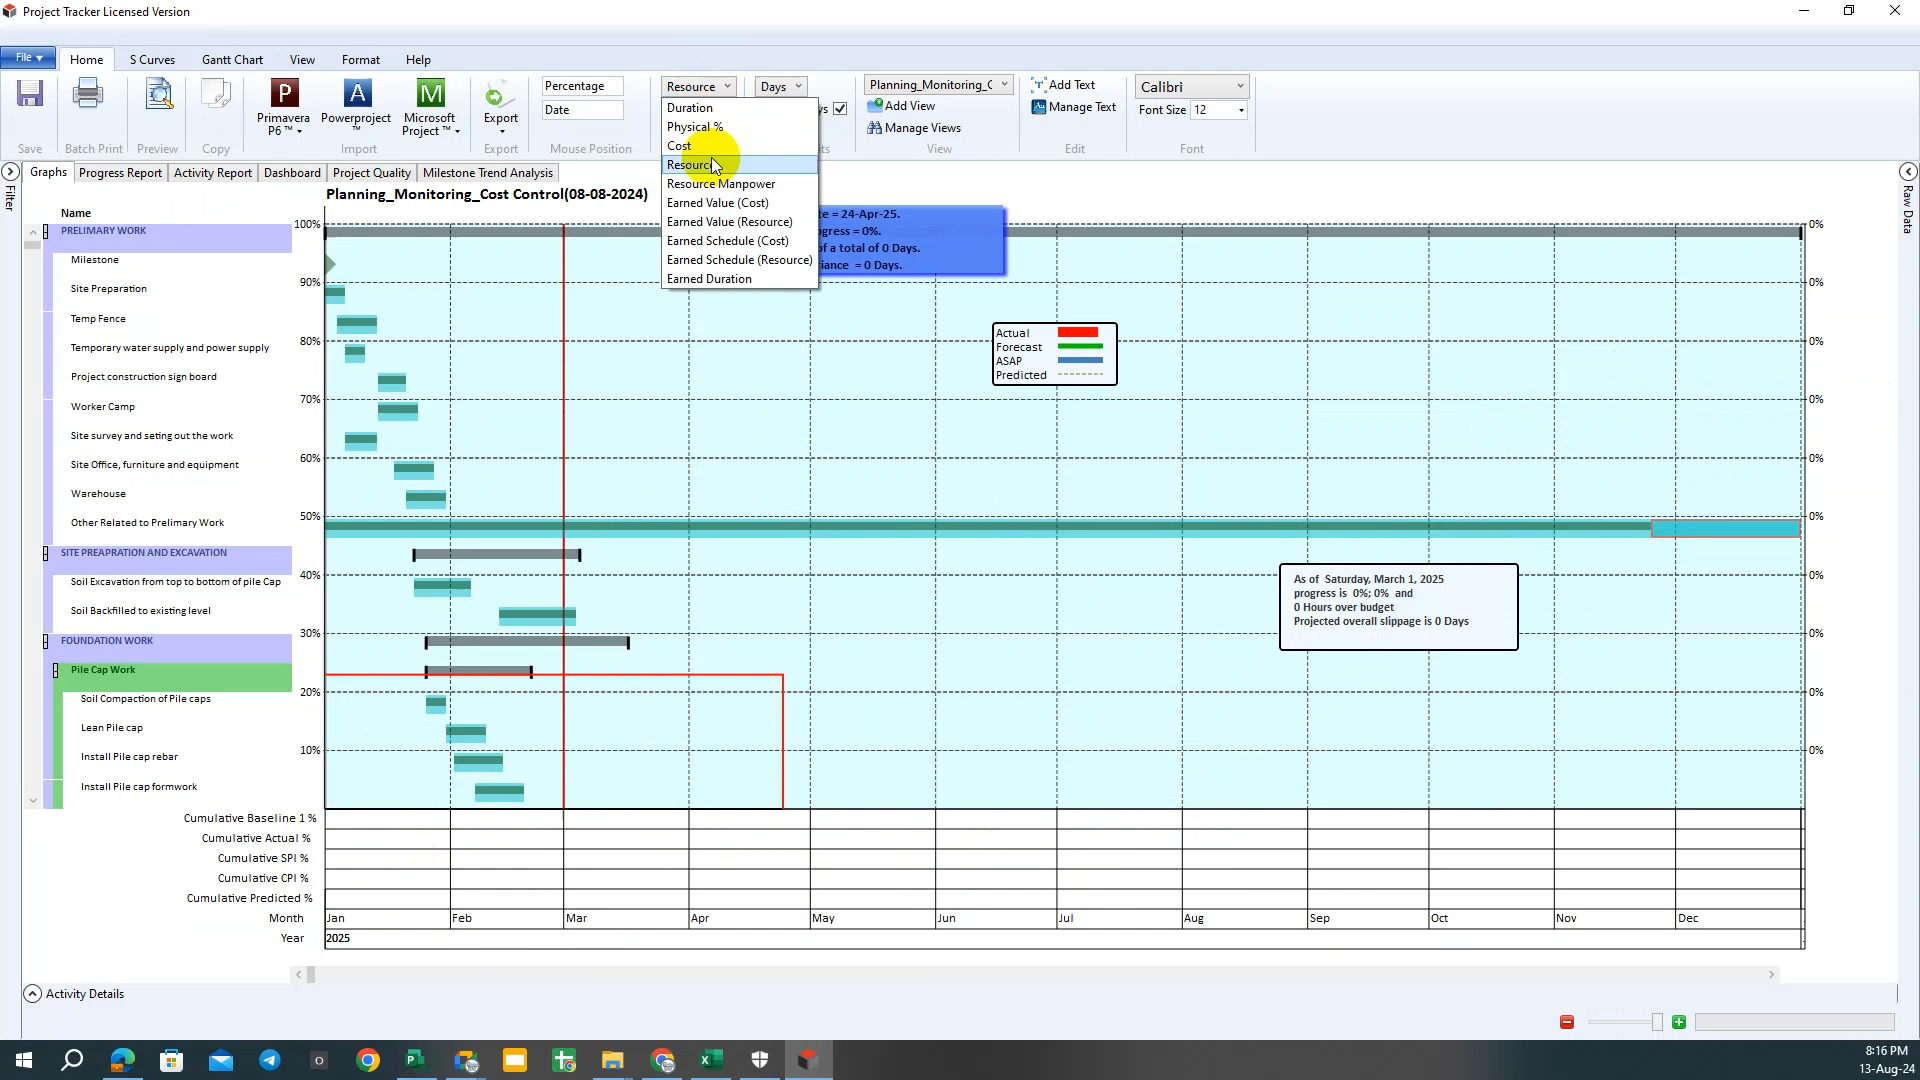 Project Tracker Licensed Version
File
Home
S Curves
Gantt Chart
View
Format
Help
Save
Batch Print
Preview
Copy
P
Primavera
P6 ™
A
Powerproject
™
M
Microsoft
Project ™
Import
Export
Export
Percentage
Date
Mouse Position
Resource
Days
Planning_Monitoring_C
Add View
Manage Views
View
Add Text
Manage Text
Edit
Calibri
Font Size
12
Font
Duration
Physical %
Cost
Resource
Resource Manpower
Earned Value (Cost)
Earned Value (Resource)
Earned Schedule (Cost)
Earned Schedule (Resource)
Earned Duration
Graphs
Progress Report
Activity Report
Dashboard
Project Quality
Milestone Trend Analysis
Filter
Raw Data
Planning_Monitoring_Cost Control(08-08-2024)
= 24-Apr-25.
= 0%.
of a total of 0 Days.
= 0 Days.
Name
PRELIMARY WORK
Milestone
Site Preparation
Temp Fence
Temporary water supply and power supply
Project construction sign board
Worker Camp
Site survey and seting out the work
Site Office, furniture and equipment
Warehouse
Other Related to Prelimary Work
SITE PREAPRATION AND EXCAVATION
Soil Excavation from top to bottom of pile Cap
Soil Backfilled to existing level
FOUNDATION WORK
Pile Cap Work
Soil Compaction of Pile caps
Lean Pile cap
Install Pile cap rebar
Install Pile cap formwork
100%
90%
80%
70%
60%
50%
40%
30%
20%
10%
0%
0%
0%
0%
0%
0%
0%
0%
0%
0%
Actual
Forecast
ASAP
Predicted
As of Saturday, March 1, 2025
progress is 0%; 0% and
0 Hours over budget
Projected overall slippage is 0 Days
Cumulative Baseline 1 %
Cumulative Actual %
Cumulative SPI %
Cumulative CPI %
Cumulative Predicted %
Month
Jan
Feb
Mar
Apr
May
Jun
Jul
Aug
Sep
Oct
Nov
Dec
Year
2025
Activity Details
8:16 PM
13-Aug-24